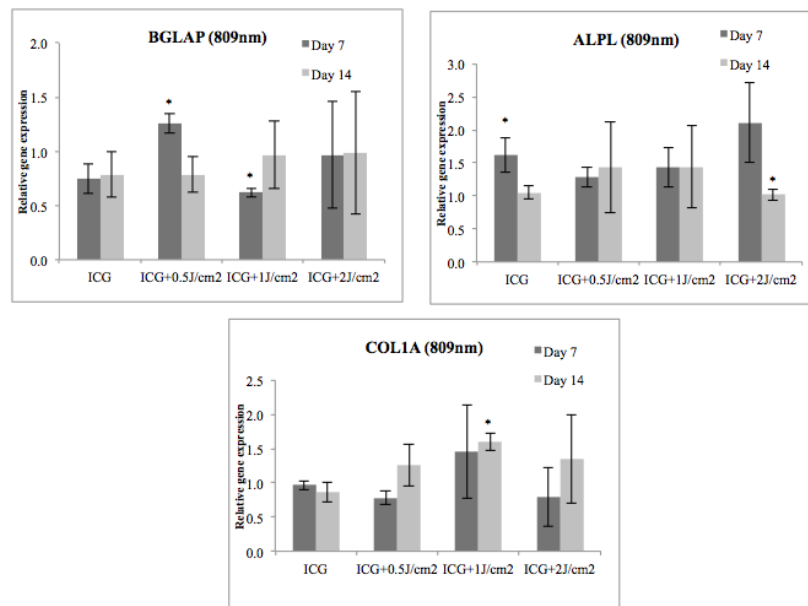 BGLAP (809nm)
Day 7
Day 14
Relative gene expression
2.0
1.5
1.0
0.5
0.0
*
*
ICG
ICG+0.5J/cm2
ICG+1J/cm2
ICG+2J/cm2
ALPL (809nm)
Day 7
Day 14
Relative gene expression
3.0
2.5
2.0
1.5
1.0
0.5
0.0
*
*
ICG
ICG+0.5J/cm2
ICG+1J/cm2
ICG+2J/cm2
COL1A (809nm)
Day 7
Day 14
Relative gene expression
2.5
2.0
1.5
1.0
0.5
0.0
*
ICG
ICG+0.5J/cm2
ICG+1J/cm2
ICG+2J/cm2